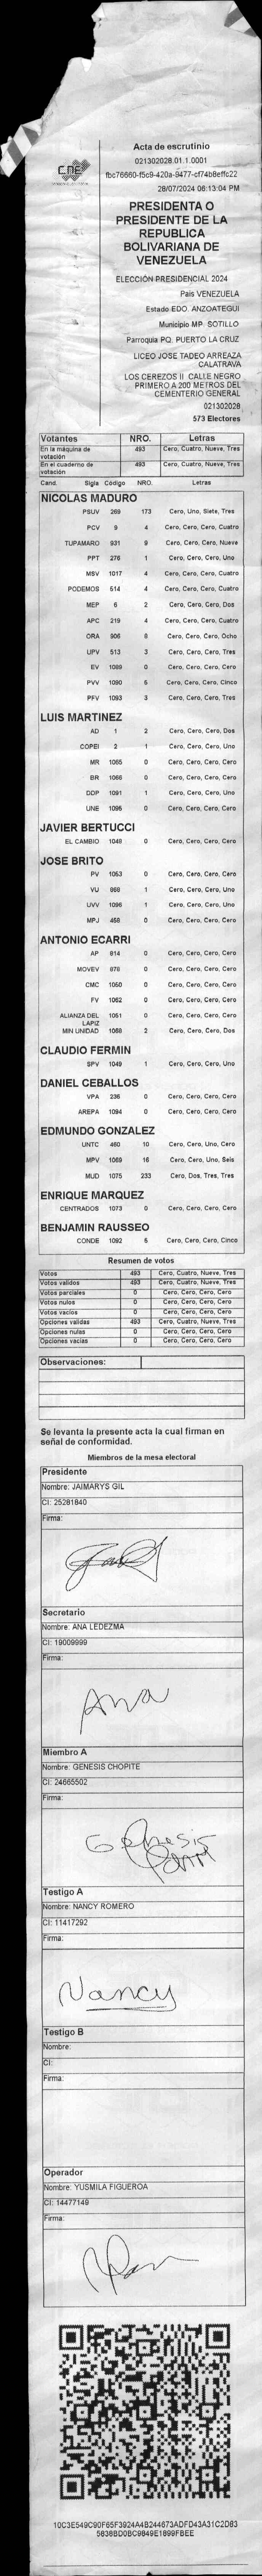 CNE
Acta de escrutinio
021302028.01.1.0001
fbc76660-f5c9-420a-9477-cf74b8effc22
28/07/2024 06:13:04 PM
PRESIDENTA O
PRESIDENTE DE LA
REPUBLICA
BOLIVARIANA DE
VENEZUELA
ELECCIÓN PRESIDENCIAL 2024
Pais VENEZUELA
Estado EDO. ANZOATEGUI
Municipio MP. SOTILLO
Parroquia PQ. PUERTO LA CRUZ
LICEO JOSE TADEO ARREAZA
CALATRAVA
LOS CEREZOS II CALLE NEGRO
PRIMERO A 200 METROS DEL
CEMENTERIO GENERAL
021302028
573 Electores
Votantes NRO. Letras
En la máquina de votación 493 Cero, Cuatro, Nueve, Tres
En el cuaderno de votación 493 Cero, Cuatro, Nueve, Tres
Cand. Sigla Código NRO. Letras
NICOLAS MADURO
PSUV 269 173 Cero, Uno, Siete, Tres
PCV 9 4 Cero, Cero, Cero, Cuatro
TUPAMARO 931 9 Cero, Cero, Cero, Nueve
PPT 276 1 Cero, Cero, Cero, Uno
MSV 1017 4 Cero, Cero, Cero, Cuatro
PODEMOS 514 4 Cero, Cero, Cero, Cuatro
MEP 6 2 Cero, Cero, Cero, Dos
APC 219 4 Cero, Cero, Cero, Cuatro
ORA 906 8 Cero, Cero, Cero, Ocho
UPV 513 3 Cero, Cero, Cero, Tres
EV 1089 0 Cero, Cero, Cero, Cero
PVV 1090 5 Cero, Cero, Cero, Cinco
PFV 1093 3 Cero, Cero, Cero, Tres
LUIS MARTINEZ
AD 1 2 Cero, Cero, Cero, Dos
COPEI 2 1 Cero, Cero, Cero, Uno
MR 1065 0 Cero, Cero, Cero, Cero
BR 1066 0 Cero, Cero, Cero, Cero
DDP 1091 1 Cero, Cero, Cero, Uno
UNE 1095 0 Cero, Cero, Cero, Cero
JAVIER BERTUCCI
EL CAMBIO 1048 0 Cero, Cero, Cero, Cero
JOSE BRITO
PV 1053 0 Cero, Cero, Cero, Cero
VU 968 1 Cero, Cero, Cero, Uno
UVV 1096 1 Cero, Cero, Cero, Uno
MPJ 458 0 Cero, Cero, Cero, Cero
ANTONIO ECARRI
AP 914 0 Cero, Cero, Cero, Cero
MOVEV 978 0 Cero, Cero, Cero, Cero
CMC 1050 0 Cero, Cero, Cero, Cero
FV 1062 0 Cero, Cero, Cero, Cero
ALIANZA DEL LAPIZ 1051 0 Cero, Cero, Cero, Cero
MIN UNIDAD 1068 2 Cero, Cero, Cero, Dos
CLAUDIO FERMIN
SPV 1049 1 Cero, Cero, Cero, Uno
DANIEL CEBALLOS
VPA 236 0 Cero, Cero, Cero, Cero
AREPA 1094 0 Cero, Cero, Cero, Cero
EDMUNDO GONZALEZ
UNTC 460 10 Cero, Cero, Uno, Cero
MPV 1069 16 Cero, Cero, Uno, Seis
MUD 1075 233 Cero, Dos, Tres, Tres
ENRIQUE MARQUEZ
CENTRADOS 1073 0 Cero, Cero, Cero, Cero
BENJAMIN RAUSSEO
CONDE 1092 5 Cero, Cero, Cero, Cinco
Resumen de votos
Votos 493 Cero, Cuatro, Nueve, Tres
Votos validos 493 Cero, Cuatro, Nueve, Tres
Votos parciales 0 Cero, Cero, Cero, Cero
Votos nulos 0 Cero, Cero, Cero, Cero
Votos vacios 0 Cero, Cero, Cero, Cero
Opciones validas 493 Cero, Cuatro, Nueve, Tres
Opciones nulas 0 Cero, Cero, Cero, Cero
Opciones vacias 0 Cero, Cero, Cero, Cero
Observaciones:
Se levanta la presente acta la cual firman en
señal de conformidad.
Miembros de la mesa electoral
Presidente
Nombre: JAIMARYS GIL
CI: 25281840
Firma:
Secretario
Nombre: ANA LEDEZMA
CI: 19009999
Firma:
Ana
Miembro A
Nombre: GENESIS CHOPITE
CI: 24665502
Firma:
Genesis
Testigo A
Nombre: NANCY ROMERO
CI: 11417292
Firma:
Nancy
Testigo B
Nombre:
CI:
Firma:
Operador
Nombre: YUSMILA FIGUEROA
CI: 14477149
Firma:
10C3E549C90F65F3924A4B244673ADFD43A31C2D83
5838BD0BC9849E1899FBEE